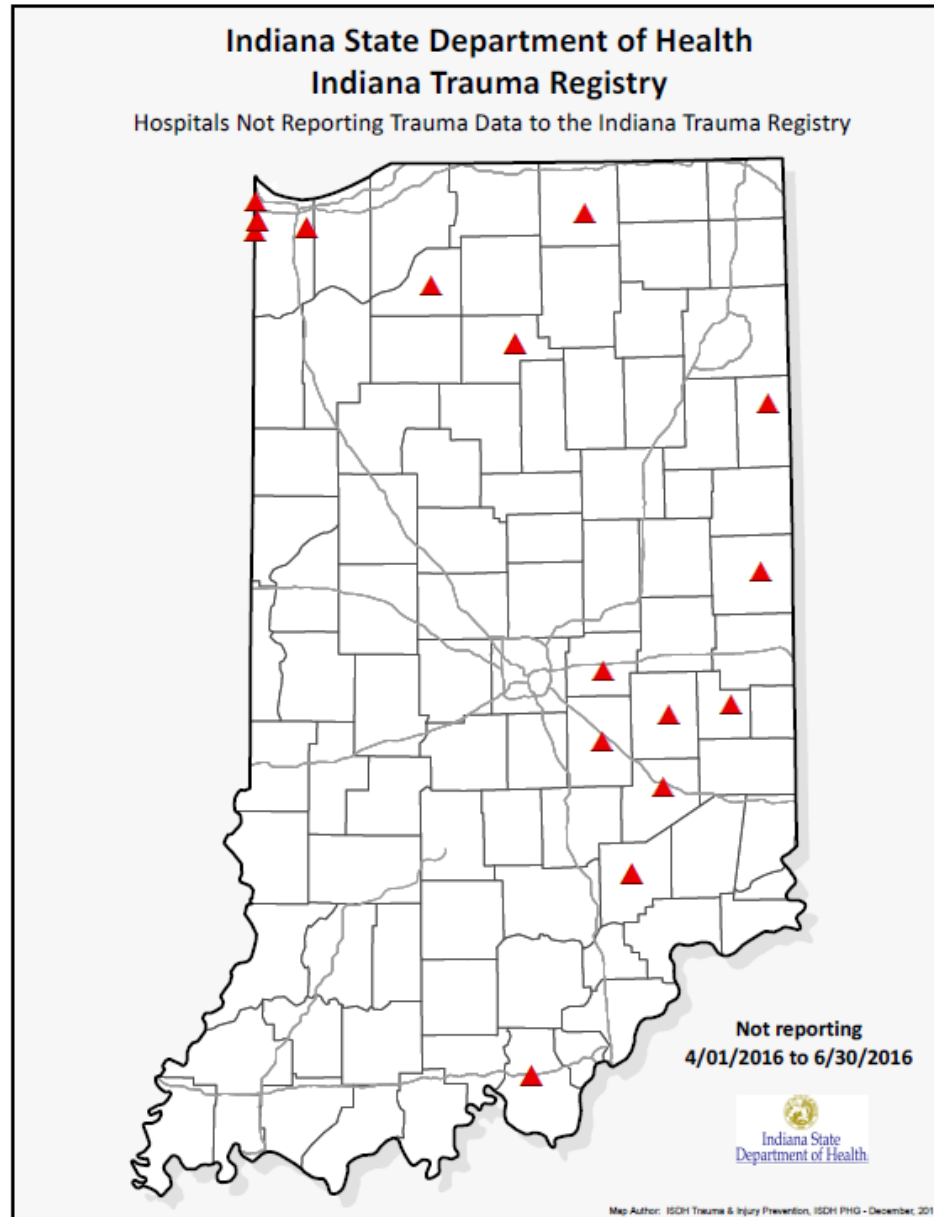 Indiana State Department of Health
Indiana Trauma Registry
Hospitals Not Reporting Trauma Data to the Indiana Trauma Registry
Not reporting
4/01/2016 to 6/30/2016
Indiana State
Department of Health
Map Author: ISDH Trauma & Injury Prevention, ISDH PHG - December, 201